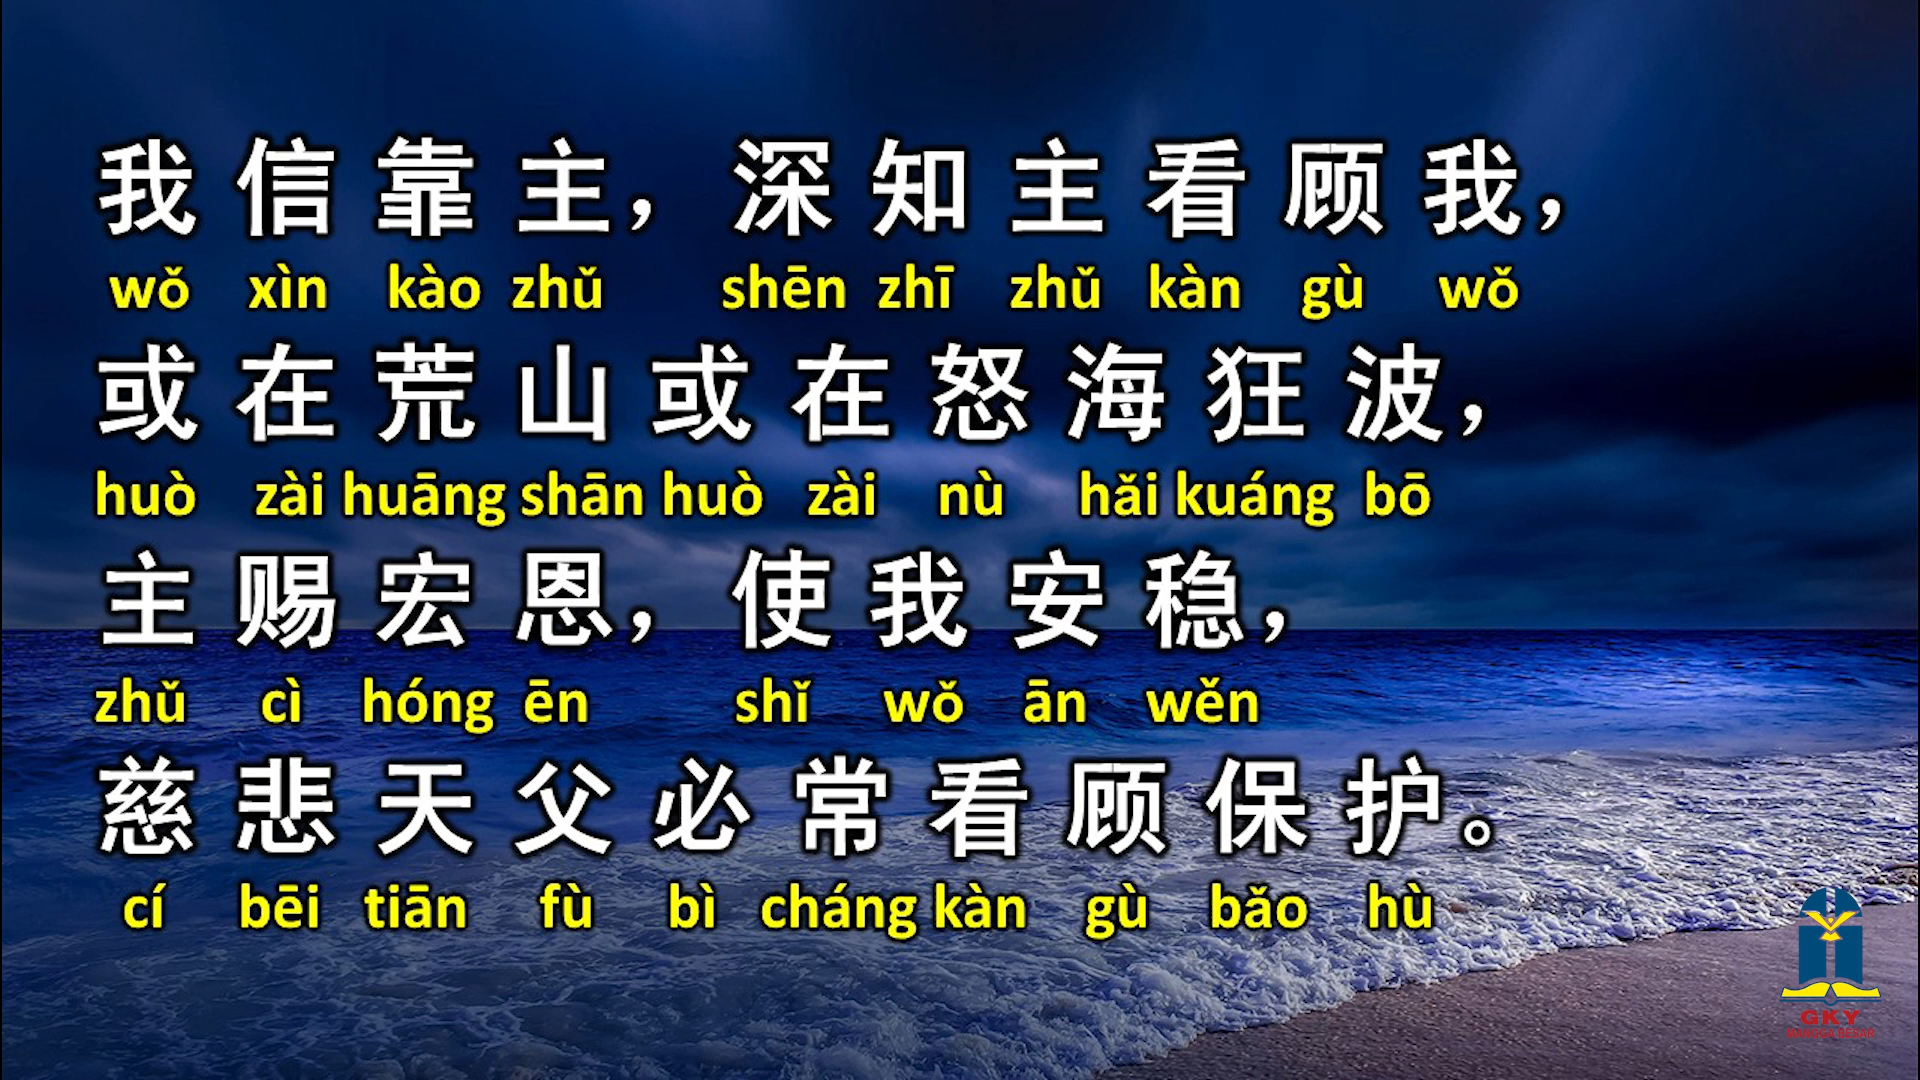 我信靠主，深知主看顾我，
wǒ xìn kào zhǔ shēn zhī zhǔ kàn gù wǒ
或在荒山或在怒海狂波，
huò zài huāng shān huò zài nù hǎi kuáng bō
主赐宏恩，使我安稳，
zhǔ cì hóng ēn shǐ wǒ ān wěn
慈悲天父必常看顾保护。
cí bēi tiān fù bì cháng kàn gù bǎo hù
GKY
MANGGA BESAR